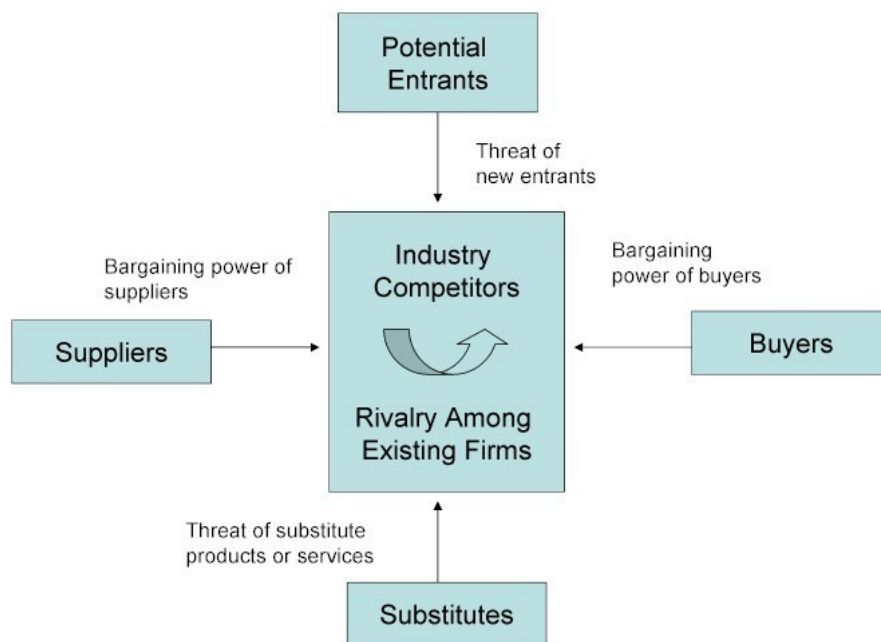 Potential
Entrants
Threat of
new entrants
Industry
Competitors
Bargaining power of
suppliers
Bargaining
power of buyers
Suppliers
Buyers
Rivalry Among
Existing Firms
Threat of substitute
products or services
Substitutes